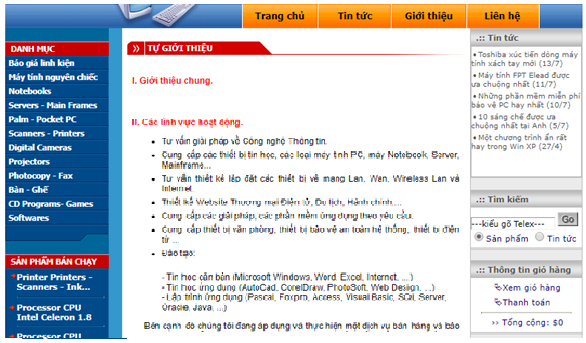 Trang chủ
Tin tức
Giới thiệu
Liên hệ
DANH MỤC
Báo giá linh kiện
Máy tính nguyên chiếc
Notebooks
Servers - Main Frames
Palm - Pocket PC
Scanners - Printers
Digital Cameras
Projectors
Photocopy - Fax
Bàn - Ghế
CD Programs- Games
Softwares
SẢN PHẨM BÁN CHẠY
Printer Printers -
Scanners - Ink...
Processor CPU
Intel Celeron 1.8
Processor CPU
TỰ GIỚI THIỆU
I. Giới thiệu chung.
II. Các lĩnh vực hoạt động.
Tư vấn giải pháp về Công nghệ Thông tin.
Cung cấp các thiết bị tin học, các loại máy tính PC, máy Notebook, Server,
Mainframe...
Tư vấn thiết kế lắp đặt các thiết bị về mạng Lan, Wan, Wireless Lan và
Internet
Thiết kế Website Thương mại Điện tử, Du lịch, Hành chính....
Cung cấp các giải pháp, các phần mềm ứng dụng theo yêu cầu.
Cung cấp thiết bị văn phòng, thiết bị bảo vệ an toàn hệ thống, thiết bị điện
tử ...
Đào tạo:
- Tin học căn bản (Microsoft Windows, Word, Excel, Internet, ...)
- Tin học ứng dụng (AutoCad, CorelDraw, PhotoSoft, Web Design, ...)
- Lập trình ứng dụng (Pascal, Foxpro, Access, Visual Basic, SQL Server,
Oracle, Java, ...)
Bên cạnh đó chúng tôi đang áp dụng và thực hiện một dịch vụ bán hàng và bảo
.:: Tin tức
Toshiba xúc tiến dòng máy
tính xách tay mới (13/7)
Máy tính FPT Elead được
ưa chuộng nhất (11/7)
Những phần mềm miễn phí
bảo vệ PC hay nhất (10/7)
10 sáng chế được ưa
chuộng nhất tại Anh (5/7)
Một chương trình ẩn rất
hay trong Win XP (27/4)
.:: Tìm kiếm
---kiểu gõ Telex---
Go
Sản phẩm
Tin tức
.:: Thông tin giỏ hàng
Xem giỏ hàng
Thanh toán
›› Tổng cộng: $0